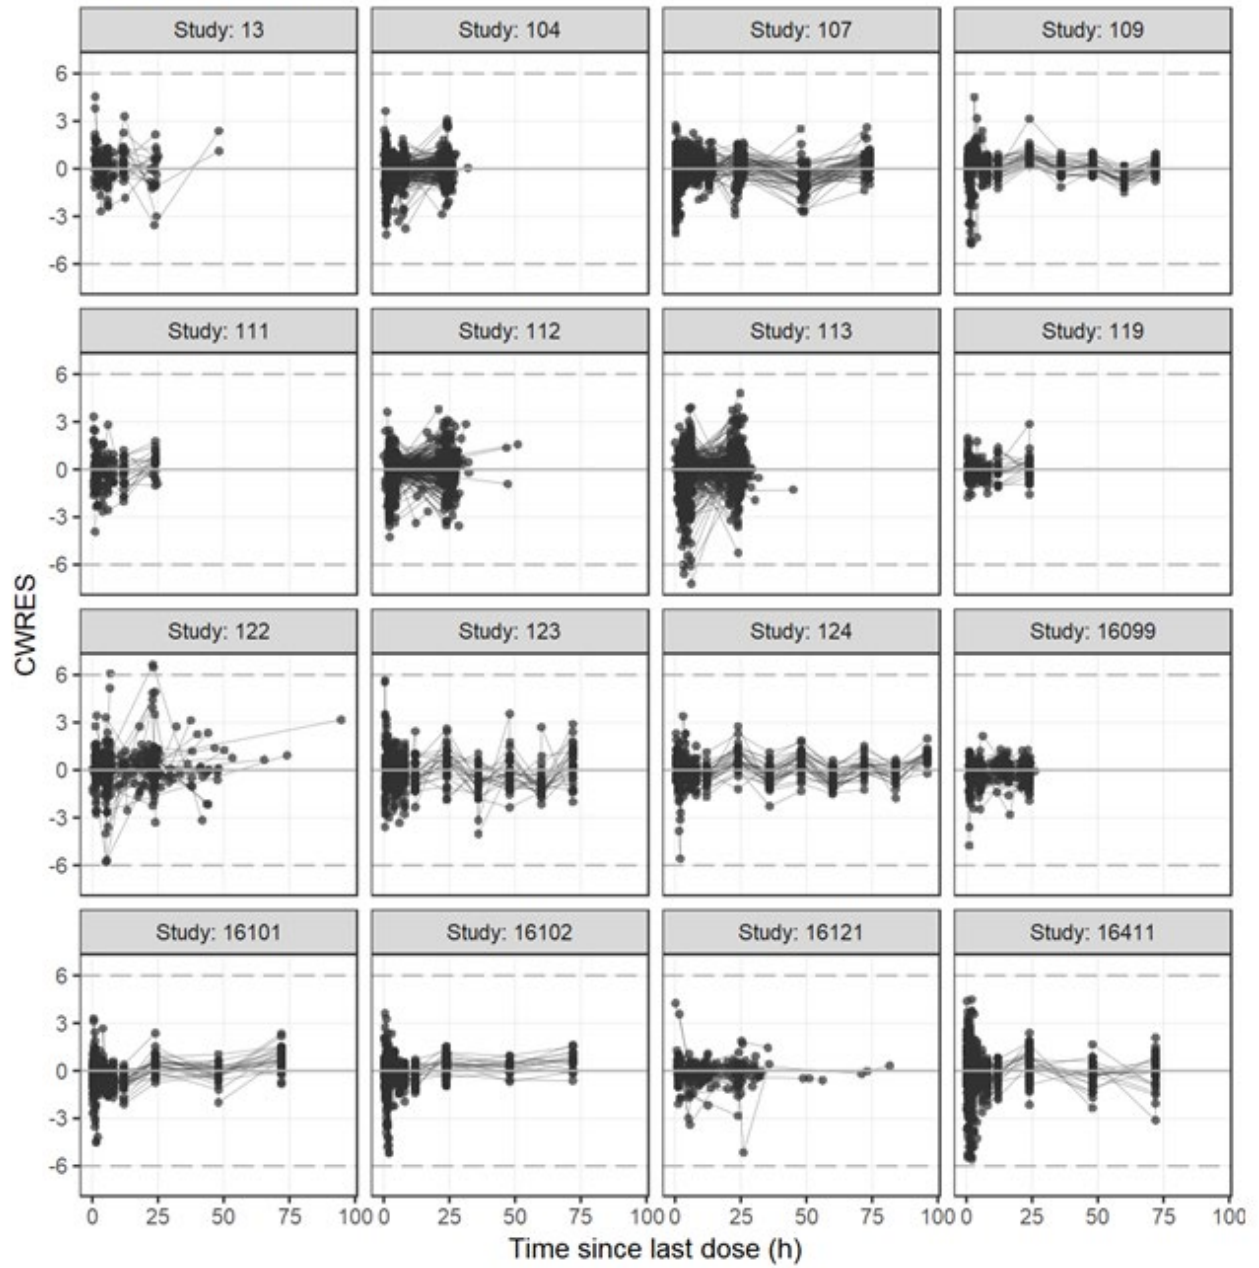 Study: 13
Study: 104
Study: 107
Study: 109
6
3
0
-3
-6
Study: 111
Study: 112
Study: 113
Study: 119
6
3
0
-3
-6
Study: 122
Study: 123
Study: 124
Study: 16099
6
3
0
-3
-6
Study: 16101
Study: 16102
Study: 16121
Study: 16411
6
3
0
-3
-6
0 25 50 75 100 0 25 50 75 100 0 25 50 75 100 0 25 50 75 100
Time since last dose (h)
CWRES